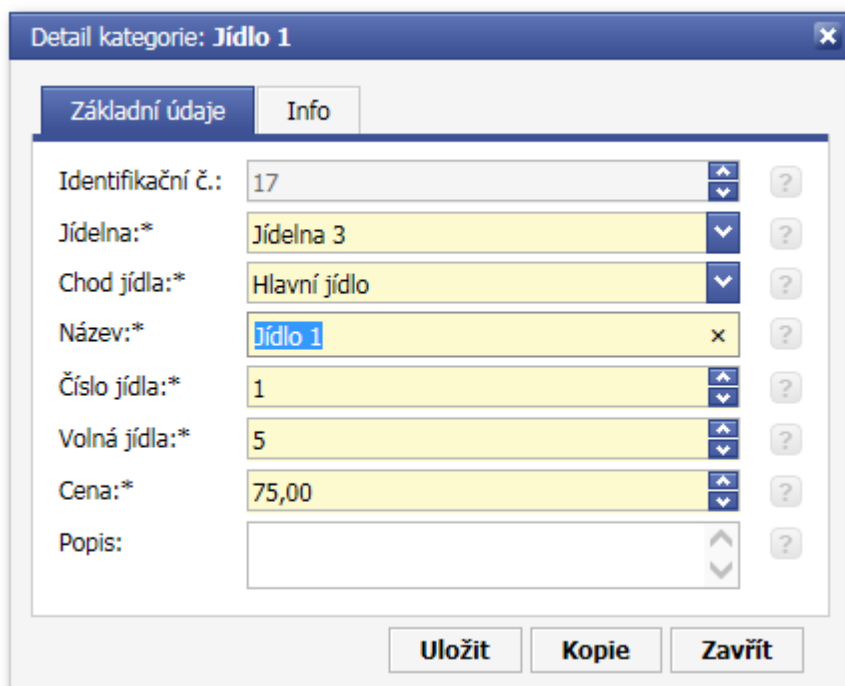 Detail kategorie: Jídlo 1
Základní údaje Info
Identifikační č.: 17 ?
Jídelna:* Jídelna 3 ?
Chod jídla:* Hlavní jídlo ?
Název:* Jídlo 1 × ?
Číslo jídla:* 1 ?
Volná jídla:* 5 ?
Cena:* 75,00 ?
Popis: ?
Uložit Kopie Zavřít